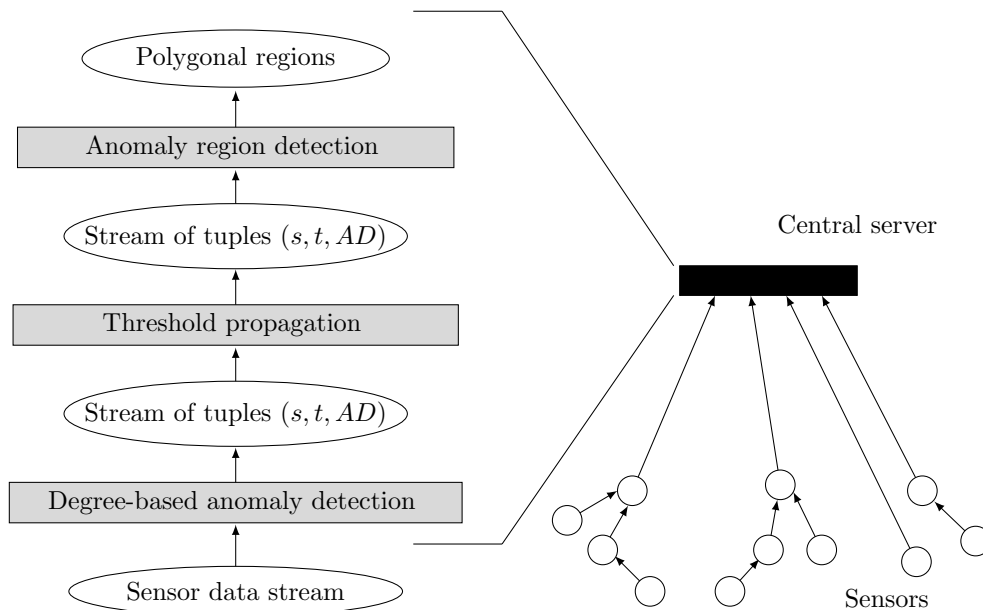 Polygonal regions
Anomaly region detection
Stream of tuples (s, t, AD)
Threshold propagation
Stream of tuples (s, t, AD)
Degree-based anomaly detection
Sensor data stream
Central server
Sensors